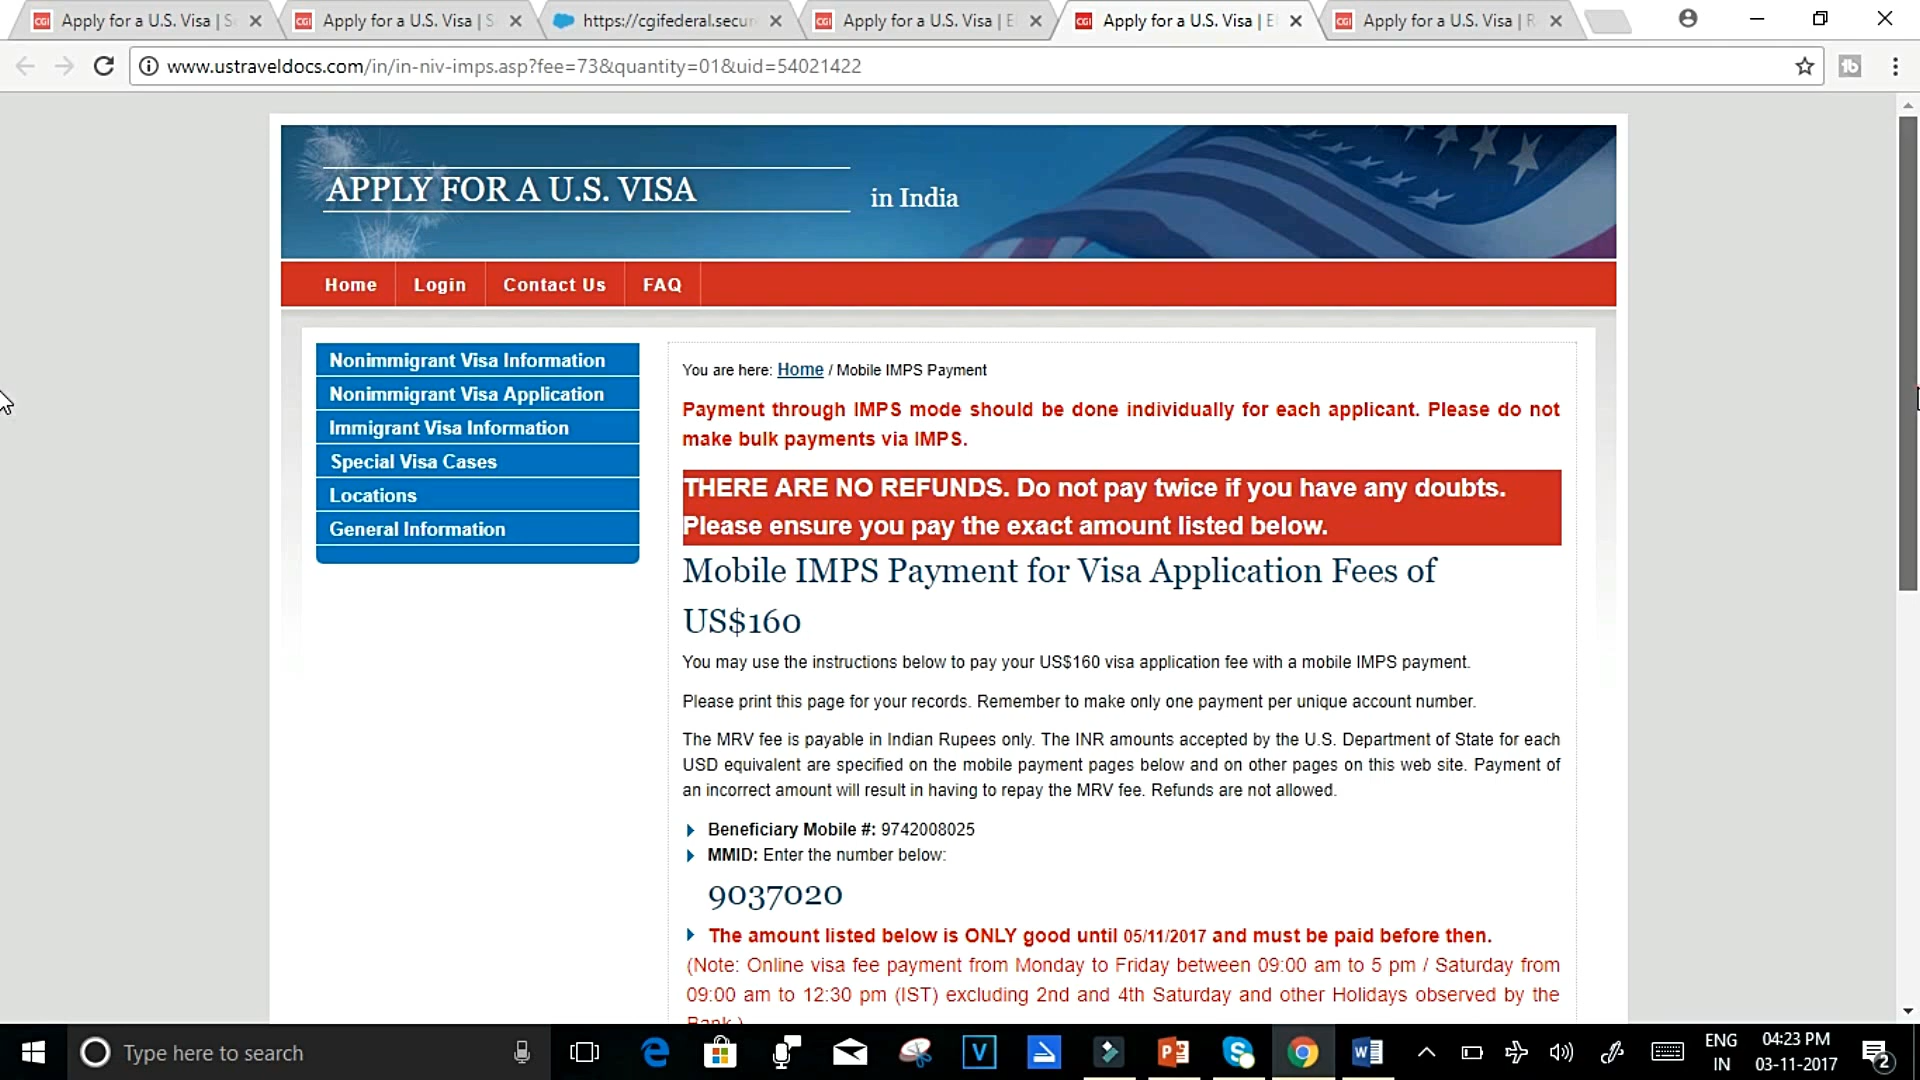 CGI Apply for a U.S. Visa | S
CGI Apply for a U.S. Visa | S
https://cgifederal.secur
CGI Apply for a U.S. Visa | E
CGI Apply for a U.S. Visa | E
CGI Apply for a U.S. Visa | R
www.ustraveldocs.com/in/in-niv-imps.asp?fee=73&quantity=01&uid=54021422
APPLY FOR A U.S. VISA
in India
Home
Login
Contact Us
FAQ
Nonimmigrant Visa Information
Nonimmigrant Visa Application
Immigrant Visa Information
Special Visa Cases
Locations
General Information
You are here: Home / Mobile IMPS Payment
Payment through IMPS mode should be done individually for each applicant. Please do not
make bulk payments via IMPS.
THERE ARE NO REFUNDS. Do not pay twice if you have any doubts.
Please ensure you pay the exact amount listed below.
Mobile IMPS Payment for Visa Application Fees of
US$160
You may use the instructions below to pay your US$160 visa application fee with a mobile IMPS payment.
Please print this page for your records. Remember to make only one payment per unique account number.
The MRV fee is payable in Indian Rupees only. The INR amounts accepted by the U.S. Department of State for each
USD equivalent are specified on the mobile payment pages below and on other pages on this web site. Payment of
an incorrect amount will result in having to repay the MRV fee. Refunds are not allowed.
Beneficiary Mobile #: 9742008025
MMID: Enter the number below:
9037020
The amount listed below is ONLY good until 05/11/2017 and must be paid before then.
(Note: Online visa fee payment from Monday to Friday between 09:00 am to 5 pm / Saturday from
09:00 am to 12:30 pm (IST) excluding 2nd and 4th Saturday and other Holidays observed by the
Bank.)
Type here to search
ENG
IN
04:23 PM
03-11-2017
2